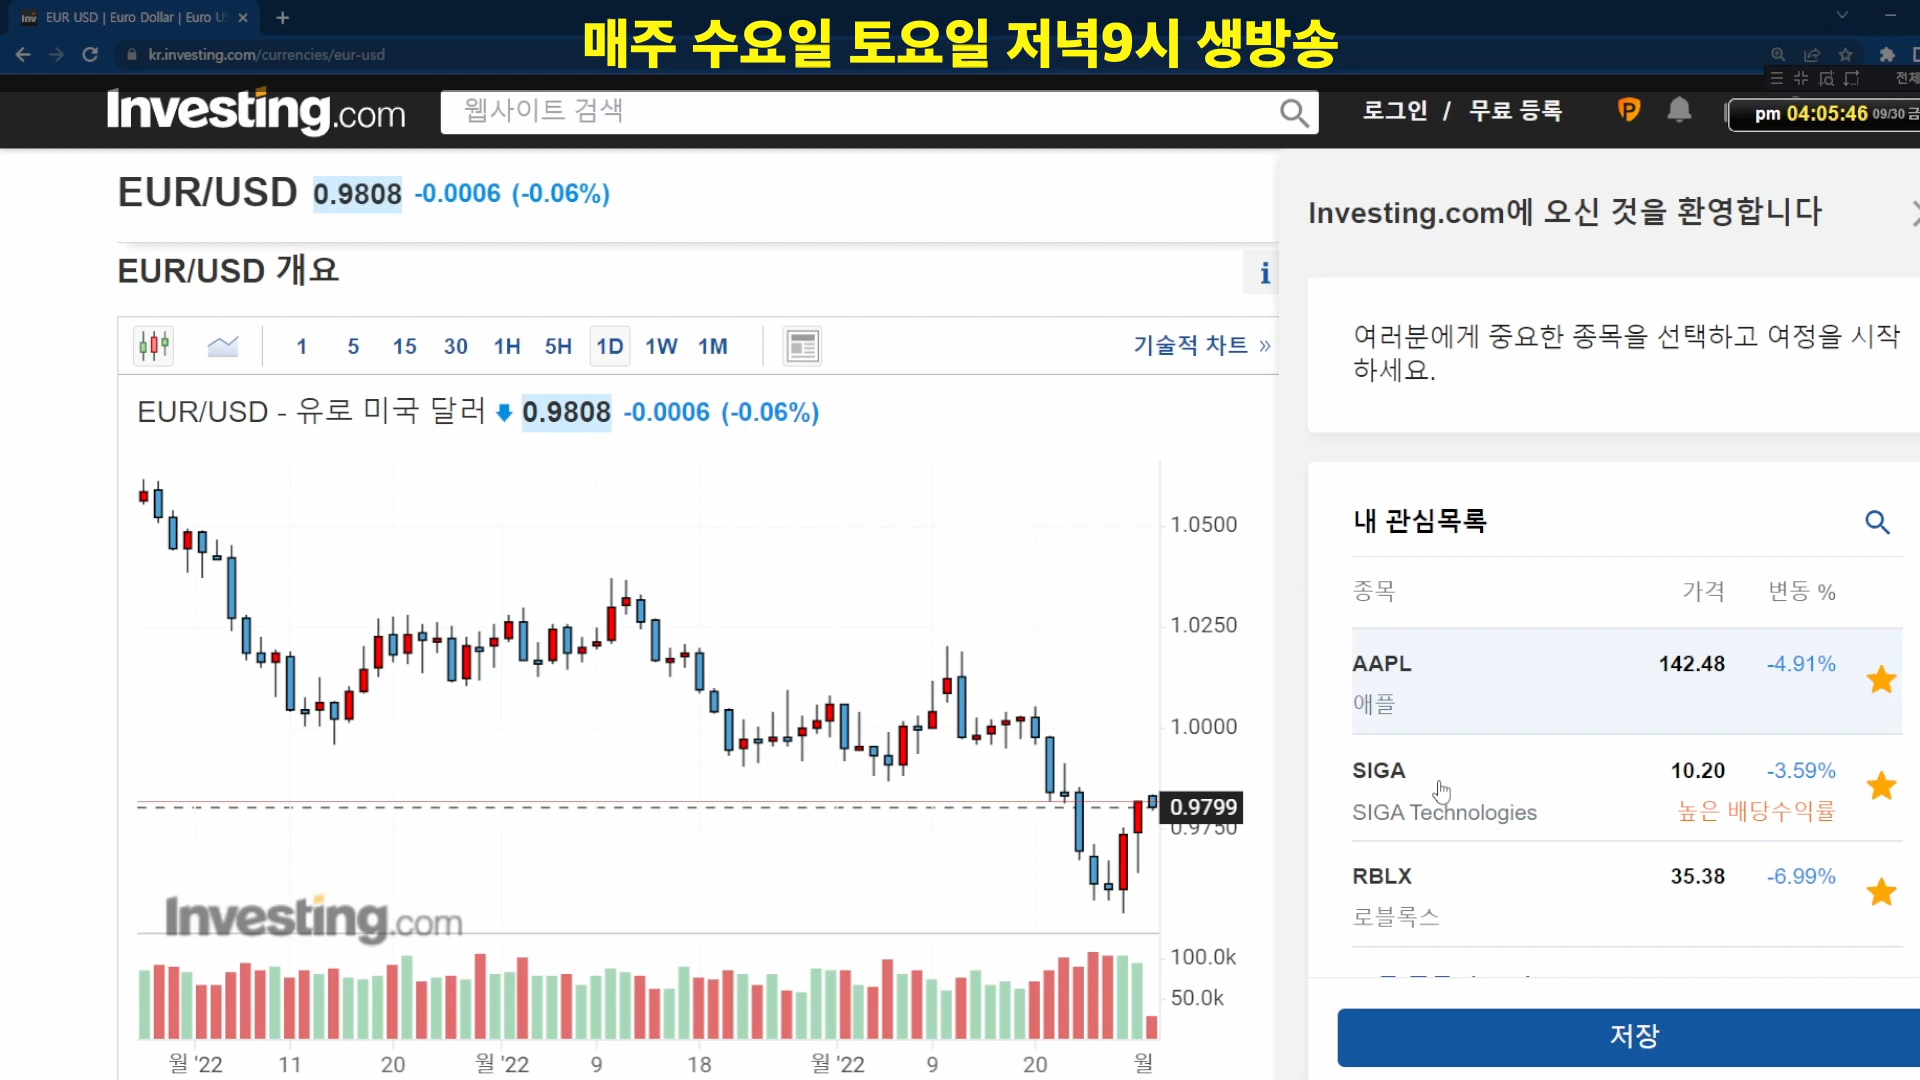 EUR USD | Euro Dollar | Euro U
매주 수요일 토요일 저녁9시 생방송
kr.investing.com/currencies/eur-usd
전체
Investing.com
웹사이트 검색
로그인 / 무료 등록
pm 04:05:46 09/30 금
EUR/USD 0.9808 -0.0006 (-0.06%)
EUR/USD 개요
i
1 5 15 30 1H 5H 1D 1W 1M
기술적 차트 »
EUR/USD - 유로 미국 달러 0.9808 -0.0006 (-0.06%)
1.0500
1.0250
1.0000
0.9799
0.9750
Investing.com
100.0k
50.0k
월 '22 11 20 월 '22 9 18 월 '22 9 20 월
Investing.com에 오신 것을 환영합니다
여러분에게 중요한 종목을 선택하고 여정을 시작
하세요.
내 관심목록
종목 가격 변동 %
AAPL 142.48 -4.91%
애플
SIGA 10.20 -3.59%
SIGA Technologies 높은 배당수익률
RBLX 35.38 -6.99%
로블록스
저장